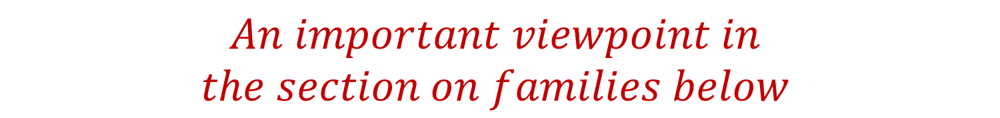 An important viewpoint in
the section on families below